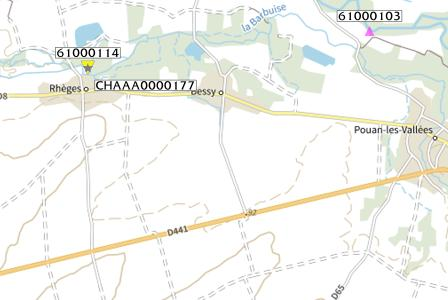 61000103
la Barbuise
61000114
Rhèges
CHAAA0000177
Bessy
08
Pouan-les-Vallées
92
D441
D65